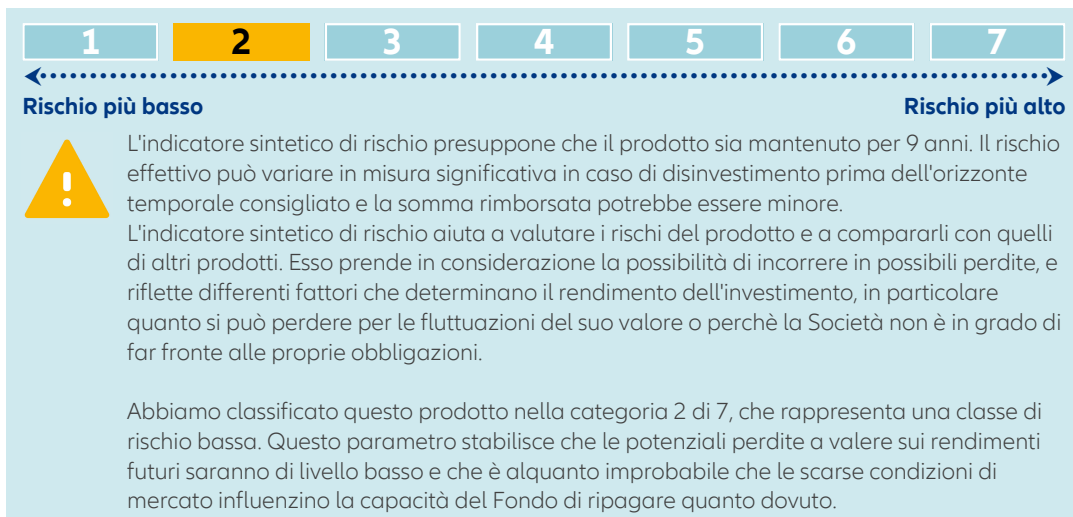 1 2 3 4 5 6 7
Rischio più basso Rischio più alto
L'indicatore sintetico di rischio presuppone che il prodotto sia mantenuto per 9 anni. Il rischio
effettivo può variare in misura significativa in caso di disinvestimento prima dell'orizzonte
temporale consigliato e la somma rimborsata potrebbe essere minore.
L'indicatore sintetico di rischio aiuta a valutare i rischi del prodotto e a compararli con quelli
di altri prodotti. Esso prende in considerazione la possibilità di incorrere in possibili perdite, e
riflette differenti fattori che determinano il rendimento dell'investimento, in particolare
quanto si può perdere per le fluttuazioni del suo valore o perchè la Società non è in grado di
far fronte alle proprie obbligazioni.
Abbiamo classificato questo prodotto nella categoria 2 di 7, che rappresenta una classe di
rischio bassa. Questo parametro stabilisce che le potenziali perdite a valere sui rendimenti
futuri saranno di livello basso e che è alquanto improbabile che le scarse condizioni di
mercato influenzino la capacità del Fondo di ripagare quanto dovuto.